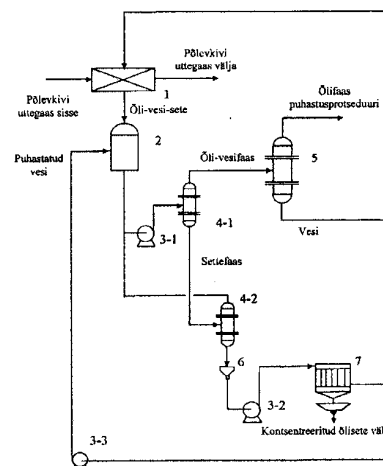 Põlevkivi
uttegaas välja
Põlevkivi
uttegaas sisse
1
Õli-vesi-sete
Õlifaas
puhastusprotseduuri
2
Puhastatud
vesi
Õli-vesifaas
5
3-1
4-1
Vesi
Settefaas
4-2
6
7
3-2
Kontsentreeritud õlisete väl
3-3